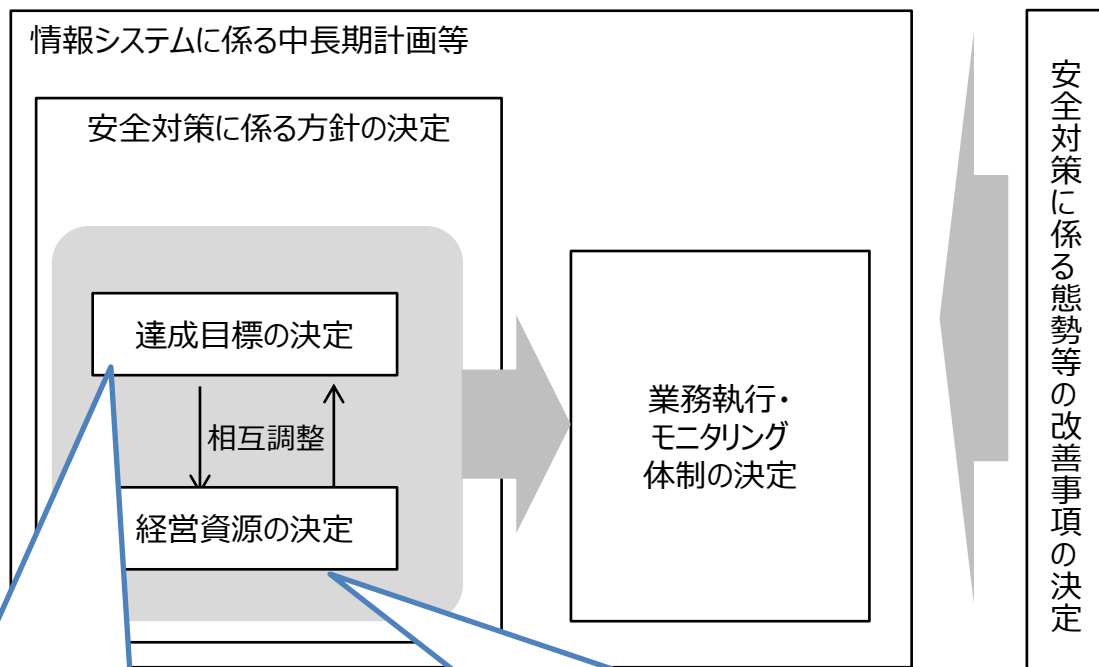 情報システムに係る中長期計画等
安全対策に係る方針の決定
達成目標の決定
相互調整
経営資源の決定
業務執行・
モニタリング
体制の決定
安全対策に係る態勢等の改善事項の決定